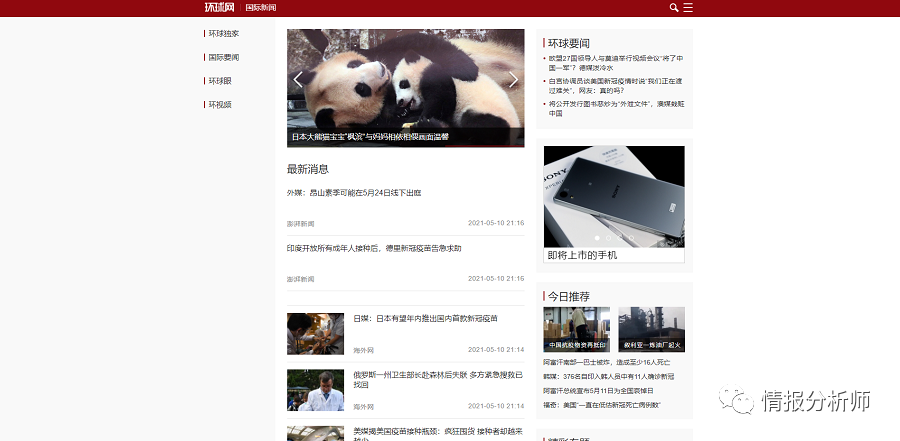 环球网 国际新闻
环球独家
国际要闻
环球眼
环视频
日本大熊猫宝宝“枫滨”与妈妈相依相偎画面温馨
最新消息
外媒：昂山素季可能在5月24日线下出庭
澎湃新闻 2021-05-10 21:16
印度开放所有成年人接种后，德里新冠疫苗告急求助
澎湃新闻 2021-05-10 21:16
日媒：日本有望年内推出国内首款新冠疫苗
海外网 2021-05-10 21:14
俄罗斯一州卫生部长赴森林后失联 多方紧急搜救已
找回
海外网 2021-05-10 21:14
美媒揭美国疫苗接种瓶颈：疯狂囤货 接种者却越来
越少
环球要闻
欧盟27国领导人与莫迪举行视频会议“将了中
国一军”？德媒泼冷水
白宫协调员谈美国新冠疫情时说“我们正在渡
过难关”，网友：真的吗？
将公开发行图书恶炒为“外泄文件”，澳媒栽赃
中国
SONY
XPERIA
SONY
即将上市的手机
今日推荐
中国抗疫物资再抵印
叙利亚一炼油厂起火
阿富汗南部一巴士被炸，造成至少16人死亡
韩媒：376名自印入韩人员中有11人确诊新冠
阿富汗总统宣布5月11日为全国哀悼日
福奇：美国“一直在低估新冠死亡病例数”
情报分析师